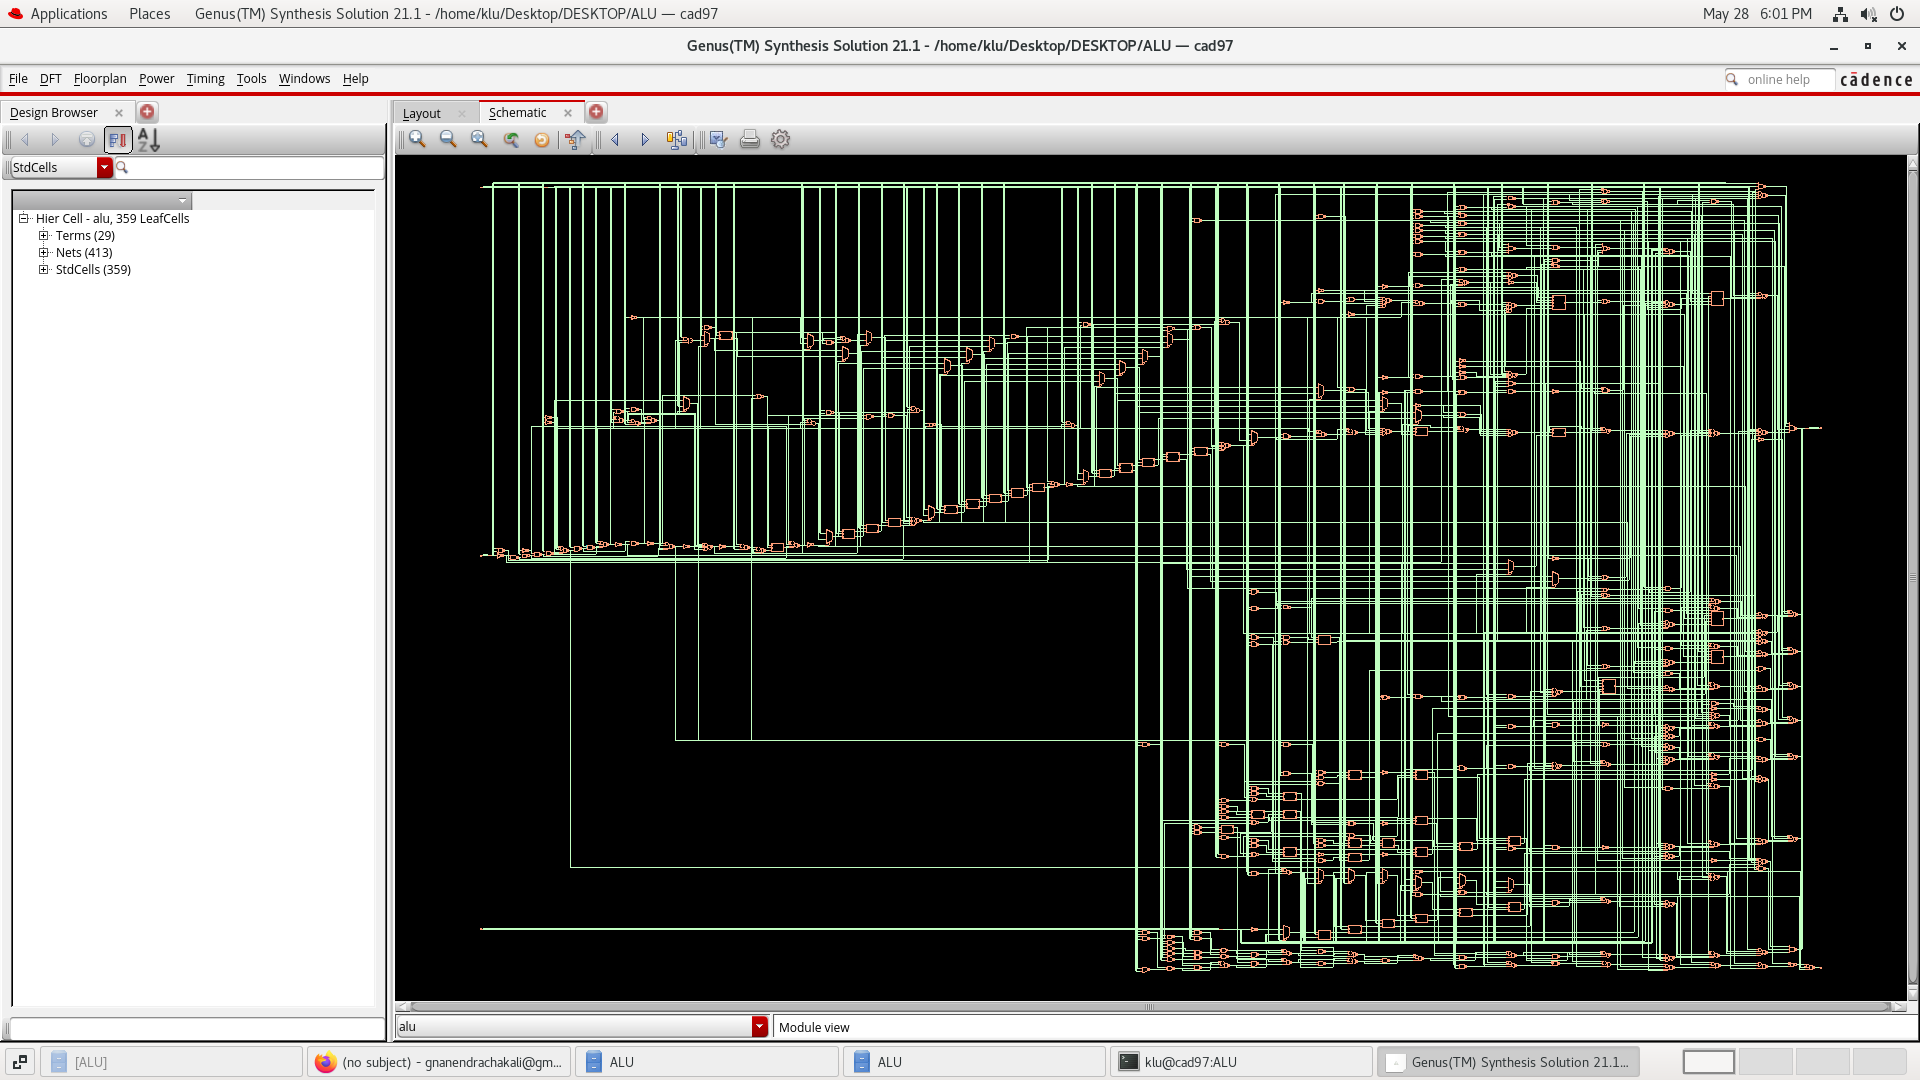 Applications Places Genus(TM) Synthesis Solution 21.1 - /home/klu/Desktop/DESKTOP/ALU — cad97 May 28 6:01 PM
Genus(TM) Synthesis Solution 21.1 - /home/klu/Desktop/DESKTOP/ALU — cad97
File DFT Floorplan Power Timing Tools Windows Help online help cādence
Design Browser Layout Schematic
StdCells
Hier Cell - alu, 359 LeafCells
Terms (29)
Nets (413)
StdCells (359)
alu Module view
[ALU] (no subject) - gnanendrachakali@gm... ALU ALU klu@cad97:ALU Genus(TM) Synthesis Solution 21.1...